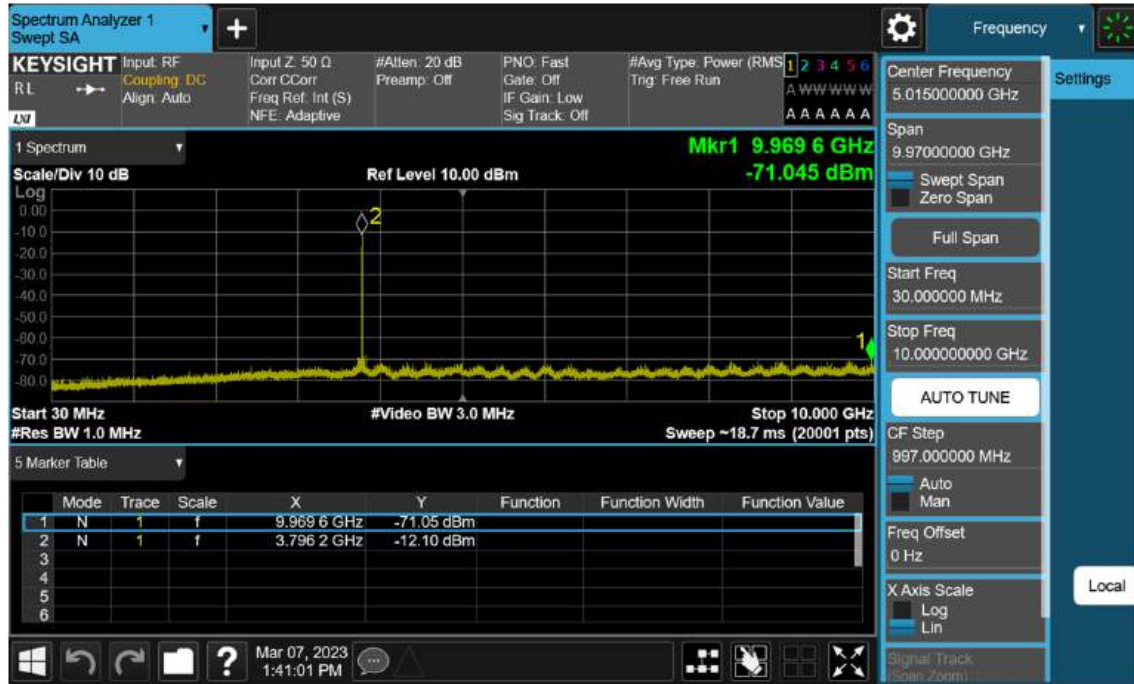 Spectrum Analyzer 1
Swept SA
Frequency
KEYSIGHT
RL
LXI
Input: RF
Coupling: DC
Align: Auto
Input Z: 50 Ω
Corr CCorr
Freq Ref: Int (S)
NFE: Adaptive
#Atten: 20 dB
Preamp: Off
PNO: Fast
Gate: Off
IF Gain: Low
Sig Track: Off
#Avg Type: Power (RMS
Trig: Free Run
1 2 3 4 5 6
A W W W W W
A A A A A A
1 Spectrum
Scale/Div 10 dB
Ref Level 10.00 dBm
Mkr1 9.969 6 GHz
-71.045 dBm
Log
0.00
-10.0
-20.0
-30.0
-40.0
-50.0
-60.0
-70.0
-80.0
2
1
Start 30 MHz
#Video BW 3.0 MHz
Stop 10.000 GHz
#Res BW 1.0 MHz
Sweep ~18.7 ms (20001 pts)
5 Marker Table
Mode Trace Scale X Y Function Function Width Function Value
1 N 1 f 9.969 6 GHz -71.05 dBm
2 N 1 f 3.796 2 GHz -12.10 dBm
3
4
5
6
Mar 07, 2023
1:41:01 PM
Center Frequency
5.015000000 GHz
Span
9.97000000 GHz
Swept Span
Zero Span
Full Span
Start Freq
30.000000 MHz
Stop Freq
10.000000000 GHz
AUTO TUNE
CF Step
997.000000 MHz
Auto
Man
Freq Offset
0 Hz
X Axis Scale
Log
Lin
Signal Track
(Span Zoom)
Settings
Local